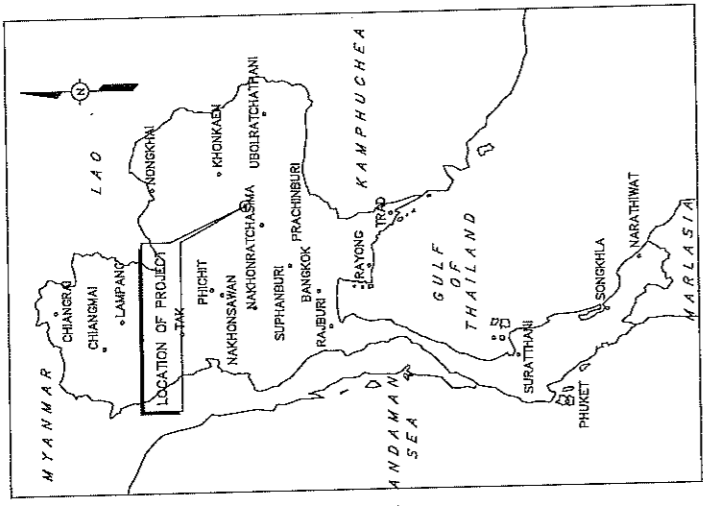 N
MYANMAR
CHIANGRAI
CHIANGMAI
LAO
LAMPANG
NONGKHAI
LOCATION OF PROJECT
TAK
PHICHIT
KHONKAEN
NAKHONSAWAN
NAKHONRATCHASIMA
UBOLRATCHATHANI
SUPHANBURI
PRACHINBURI
BANGKOK
RAJBURI
RAYONG
KAMPHUCHEA
TRAD
ANDAMAN
SEA
GULF
OF
THAILAND
SURATTHANI
PHUKET
SONGKHLA
NARATHIWAT
MARLASIA